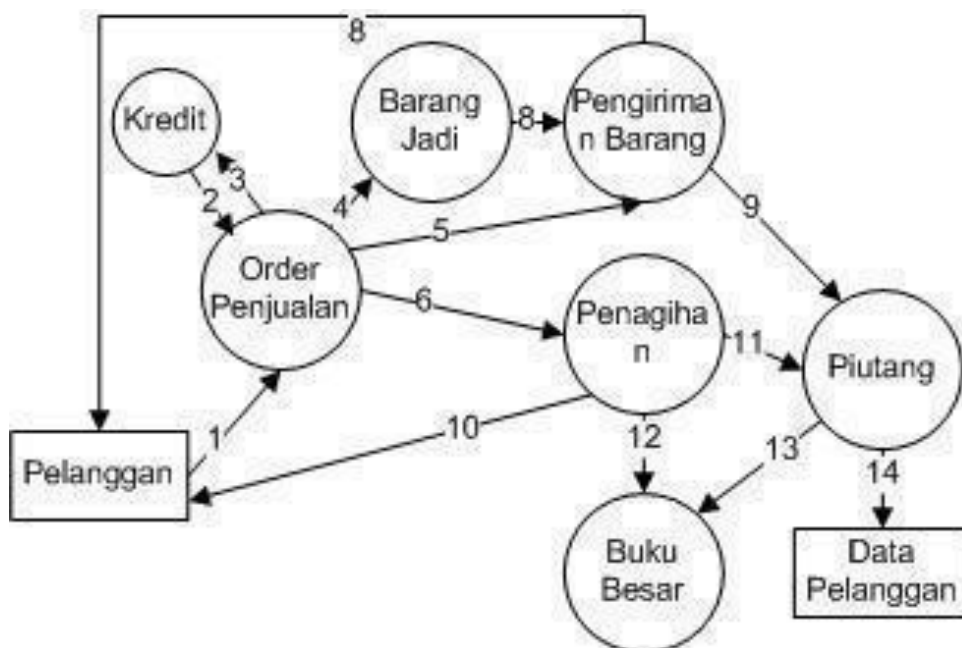 8
Kredit
Barang
Jadi
8
Pengirima
n Barang
3
2
4
5
9
Order
Penjualan
6
Penagiha
n
11
Piutang
1
10
12
13
14
Pelanggan
Buku
Besar
Data
Pelanggan